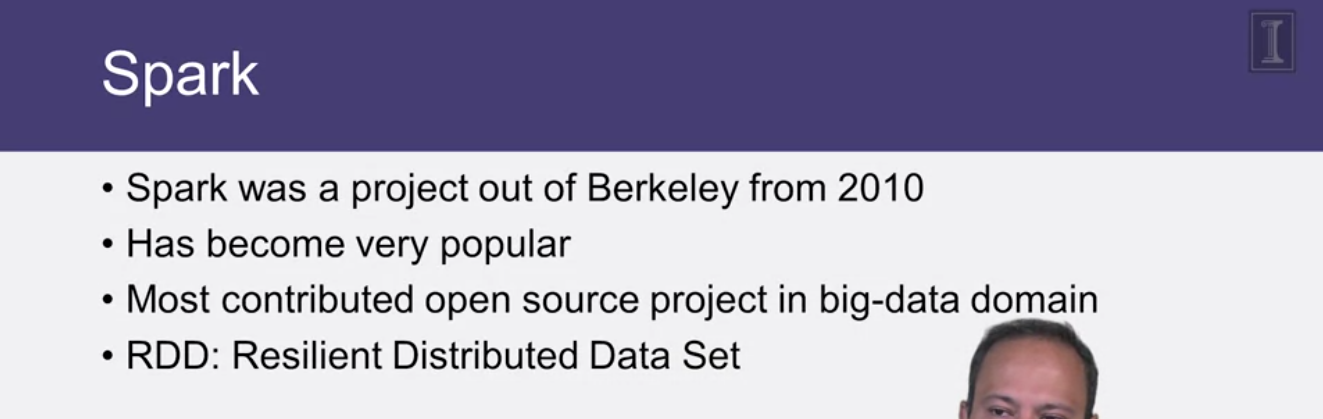 Spark
• Spark was a project out of Berkeley from 2010
• Has become very popular
• Most contributed open source project in big-data domain
• RDD: Resilient Distributed Data Set